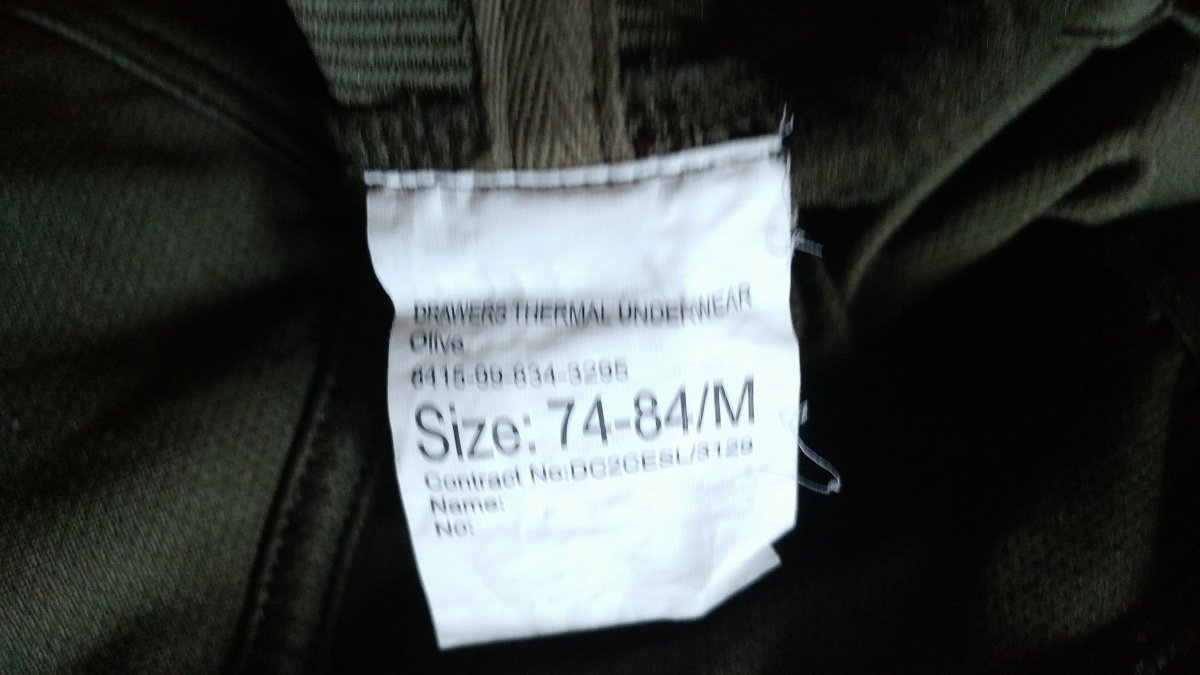 DRAWERS THERMAL UNDERWEAR
Olive
8415-99-834-3295
Size: 74-84/M
Contract No:DC2CESL/3129
Name:
No: